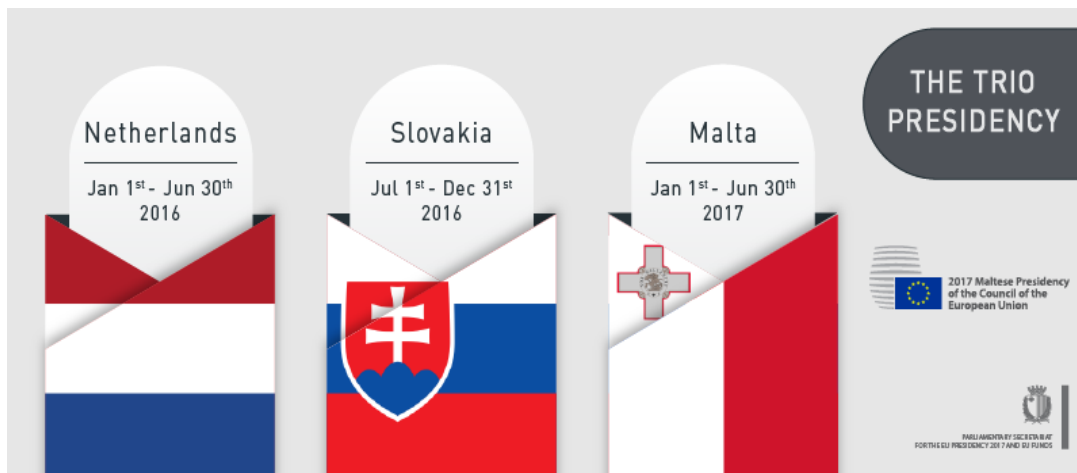 THE TRIO
PRESIDENCY
Netherlands
Jan 1st - Jun 30th
2016
Slovakia
Jul 1st - Dec 31st
2016
Malta
Jan 1st - Jun 30th
2017
2017 Maltese Presidency
of the Council of the
European Union
PARLIAMENTARY SECRETARIAT
FOR THE EU PRESIDENCY 2017 AND EU FUNDS